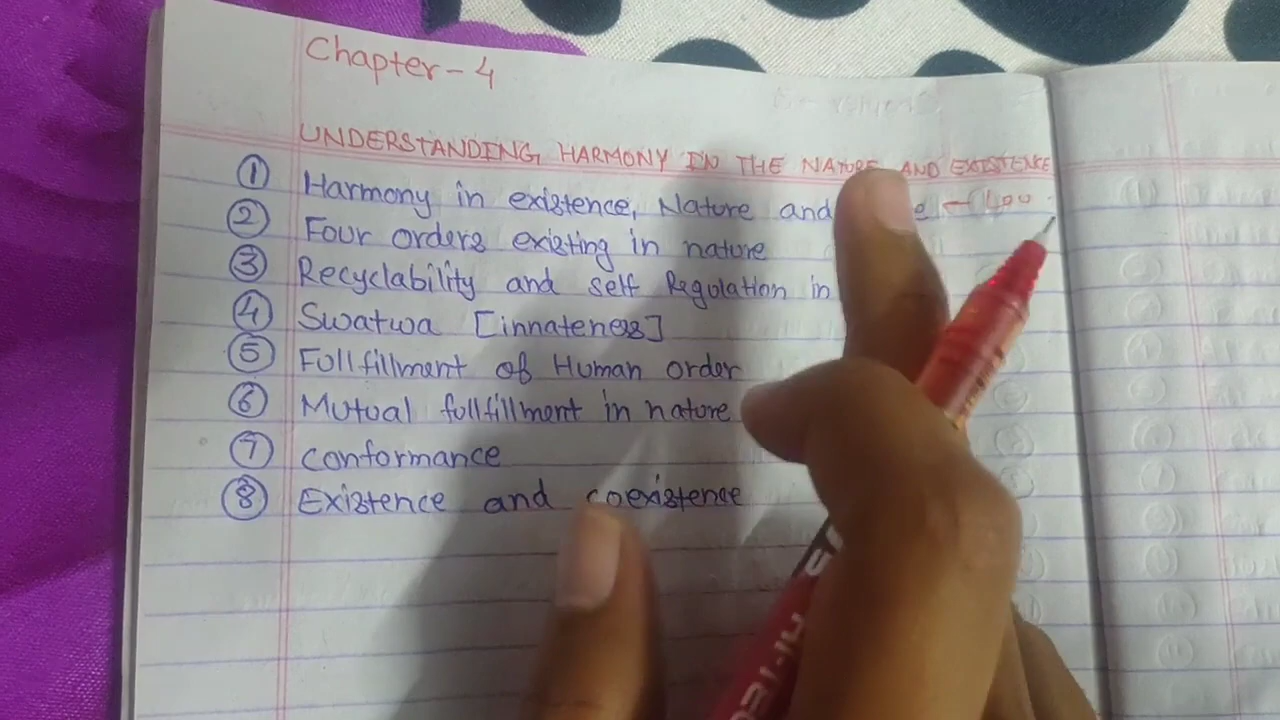 Chapter - 4
UNDERSTANDING HARMONY IN THE NATURE AND EXISTENCE
① Harmony in existence, Nature and
② Four orders existing in nature
③ Recyclability and self Regulation in
④ Swatwa [innateness]
⑤ Fullfillment of Human order
⑥ Mutual fullfillment in nature
⑦ conformance
⑧ Existence and coexistence
HI-TEC